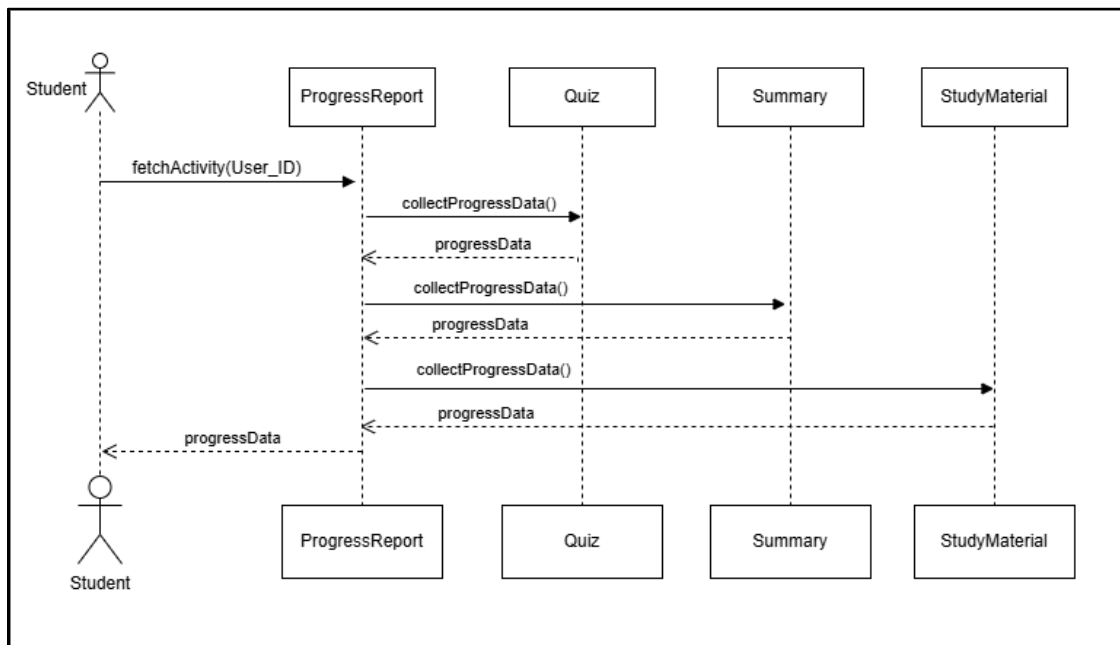 Student
ProgressReport
Quiz
Summary
StudyMaterial
fetchActivity(User_ID)
collectProgressData()
progressData
collectProgressData()
progressData
collectProgressData()
progressData
progressData
ProgressReport
Quiz
Summary
StudyMaterial
Student